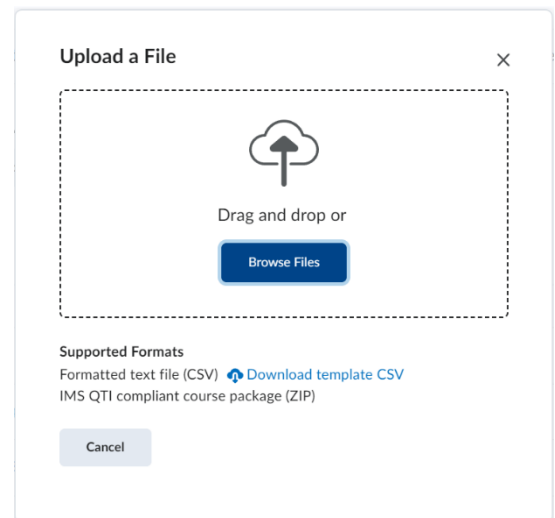 Upload a File
Drag and drop or
Browse Files
Supported Formats
Formatted text file (CSV) Download template CSV
IMS QTI compliant course package (ZIP)
Cancel